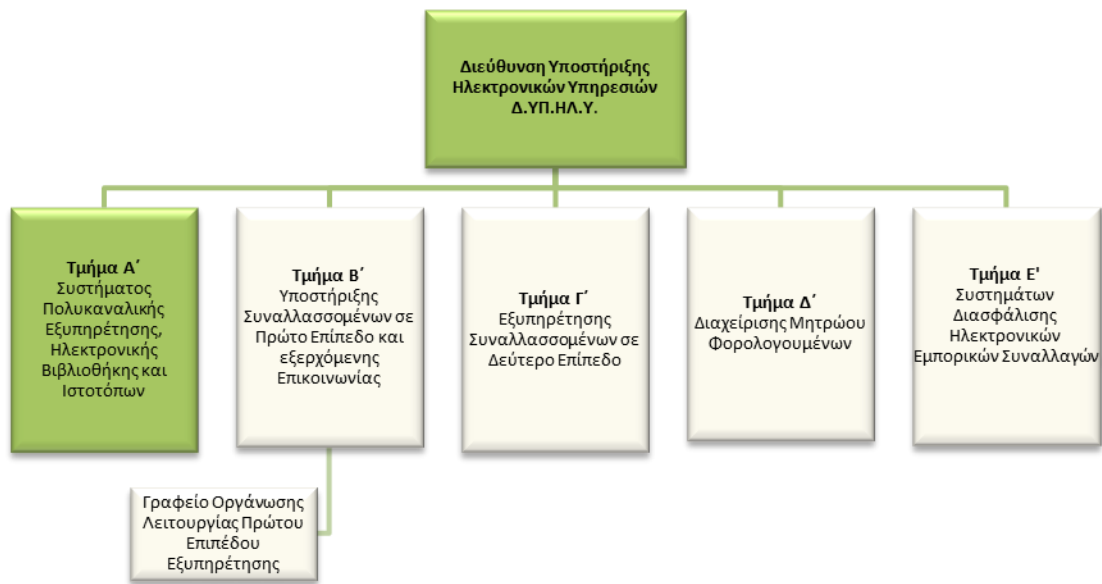 Διεύθυνση Υποστήριξης
Ηλεκτρονικών Υπηρεσιών
Δ.ΥΠ.ΗΛ.Υ.
Τμήμα Α΄
Συστήματος
Πολυκαναλικής
Εξυπηρέτησης,
Ηλεκτρονικής
Βιβλιοθήκης και
Ιστοτόπων
Τμήμα Β΄
Υποστήριξης
Συναλλασσομένων σε
Πρώτο Επίπεδο και
εξερχόμενης
Επικοινωνίας
Τμήμα Γ΄
Εξυπηρέτησης
Συναλλασσομένων σε
Δεύτερο Επίπεδο
Τμήμα Δ΄
Διαχείρισης Μητρώου
Φορολογουμένων
Τμήμα Ε'
Συστημάτων
Διασφάλισης
Ηλεκτρονικών
Εμπορικών Συναλλαγών
Γραφείο Οργάνωσης
Λειτουργίας Πρώτου
Επιπέδου
Εξυπηρέτησης